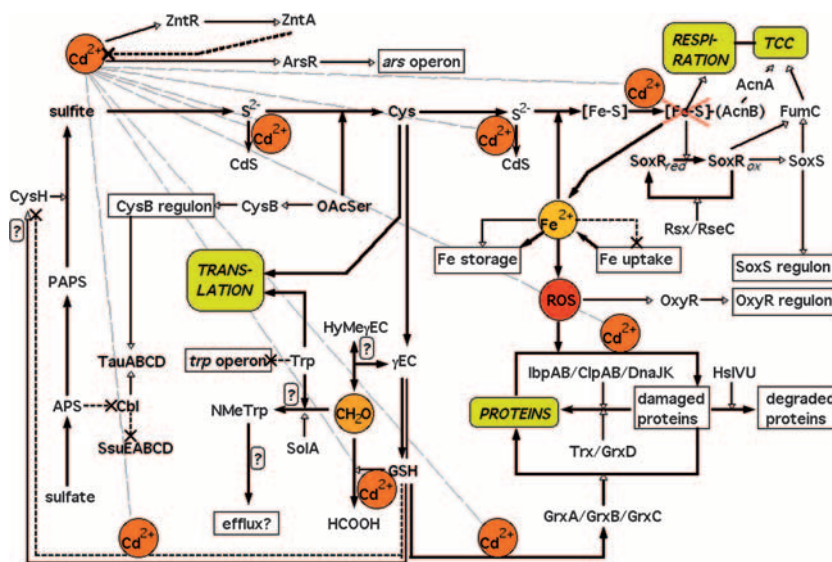 ZntR
ZntA
Cd2+
ArsR
ars operon
RESPI-
RATION
TCC
Cd2+
AcnA
sulfite
S2-
Cys
S2-
[Fe-S]
[Fe-S]-(AcnB)
FumC
Cd2+
Cd2+
CdS
CdS
SoxR red
SoxR ox
SoxS
CysH
?
CysB regulon
CysB
OAcSer
Fe2+
Rsx/RseC
Fe storage
Fe uptake
SoxS regulon
TRANS-
LATION
PAPS
ROS
OxyR
OxyR regulon
HyMeγEC
Cd2+
?
TauABCD
trp operon
Trp
γEC
IbpAB/ClpAB/DnaJK
HslVU
?
APS
Cbl
NMeTrp
CH2O
PROTEINS
damaged
proteins
degraded
proteins
SsuEABCD
SolA
Trx/GrxD
?
GSH
sulfate
Cd2+
efflux?
HCOOH
GrxA/GrxB/GrxC
Cd2+
Cd2+